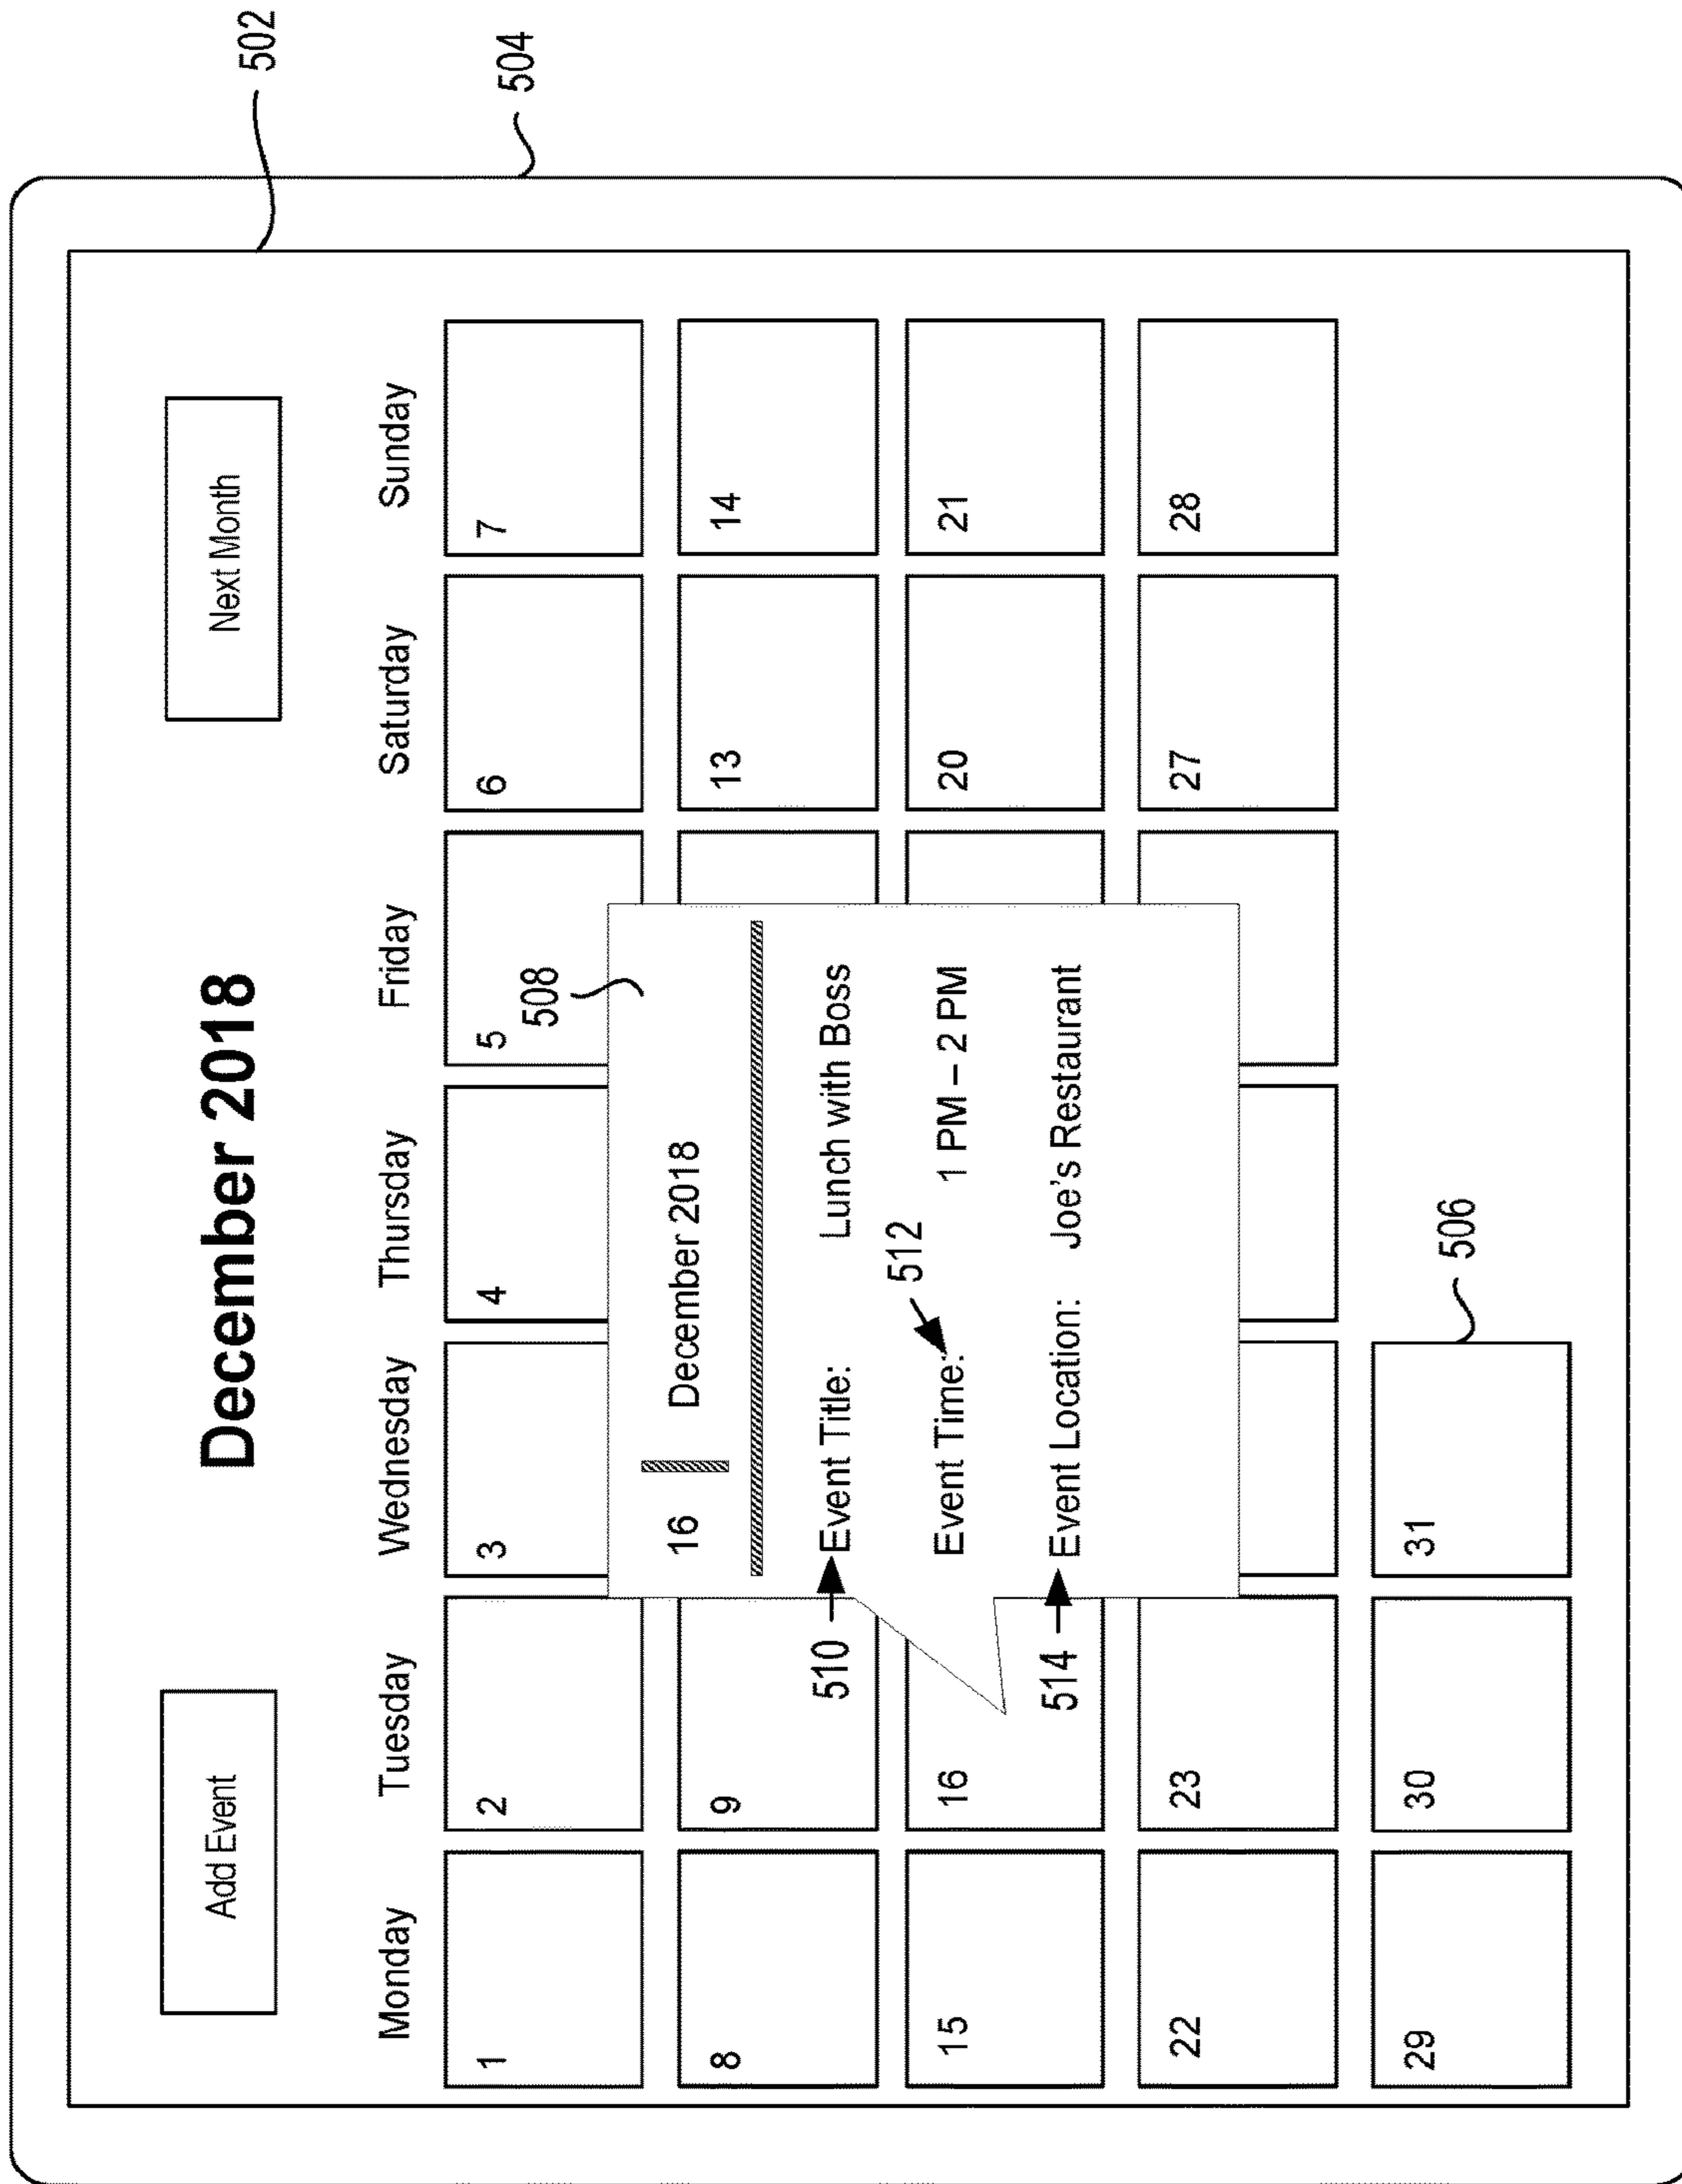 502
504
Add Event
December 2018
Next Month
Monday Tuesday Wednesday Thursday Friday Saturday Sunday
1 2 3 4 5 6 7
508
8 9 13 14
16 December 2018
510 Event Title: Lunch with Boss
512
15 16 20 21
Event Time: 1 PM – 2 PM
514 Event Location: Joe's Restaurant
22 23 27 28
29 30 31
506